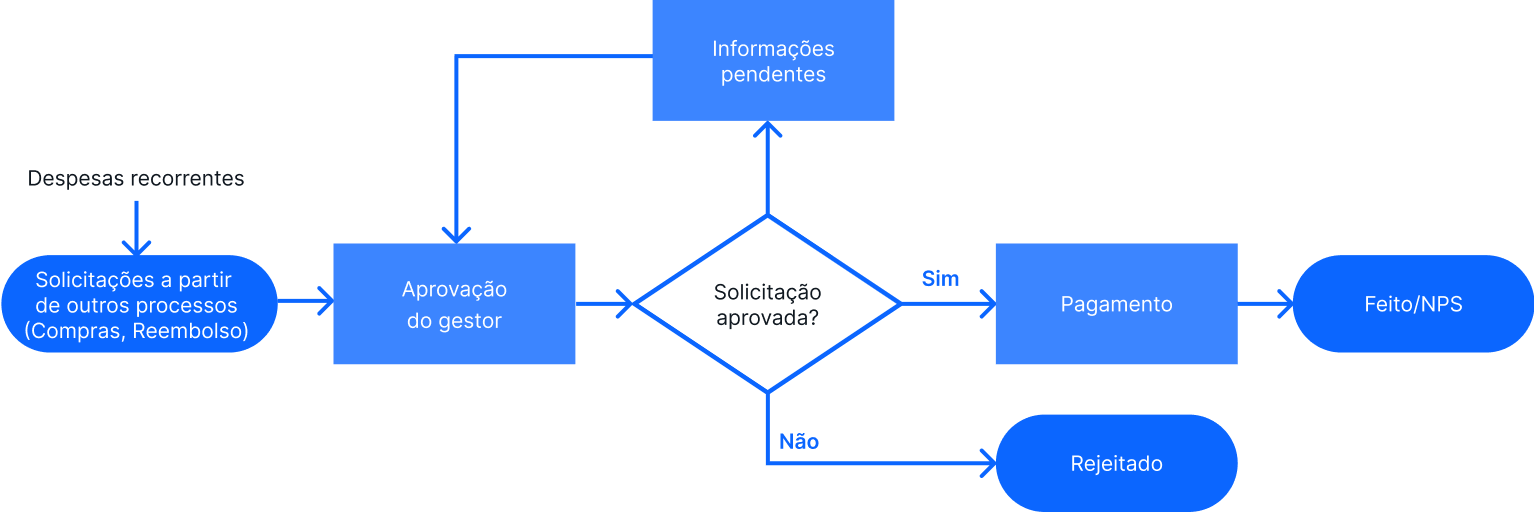 Informações
pendentes
Despesas recorrentes
Solicitações a partir
de outros processos
(Compras, Reembolso)
Aprovação
do gestor
Solicitação
aprovada?
Sim
Pagamento
Feito/NPS
Não
Rejeitado